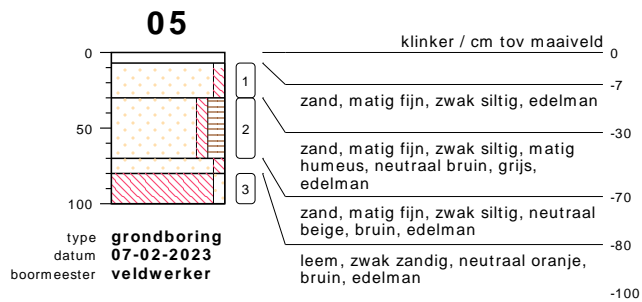 05
klinker / cm tov maaiveld
0
0
-7
1
zand, matig fijn, zwak siltig, edelman
-30
50
2
zand, matig fijn, zwak siltig, matig
humeus, neutraal bruin, grijs,
edelman
-70
3
zand, matig fijn, zwak siltig, neutraal
beige, bruin, edelman
100
-80
type grondboring
datum 07-02-2023
boormeester veldwerker
leem, zwak zandig, neutraal oranje,
bruin, edelman
-100